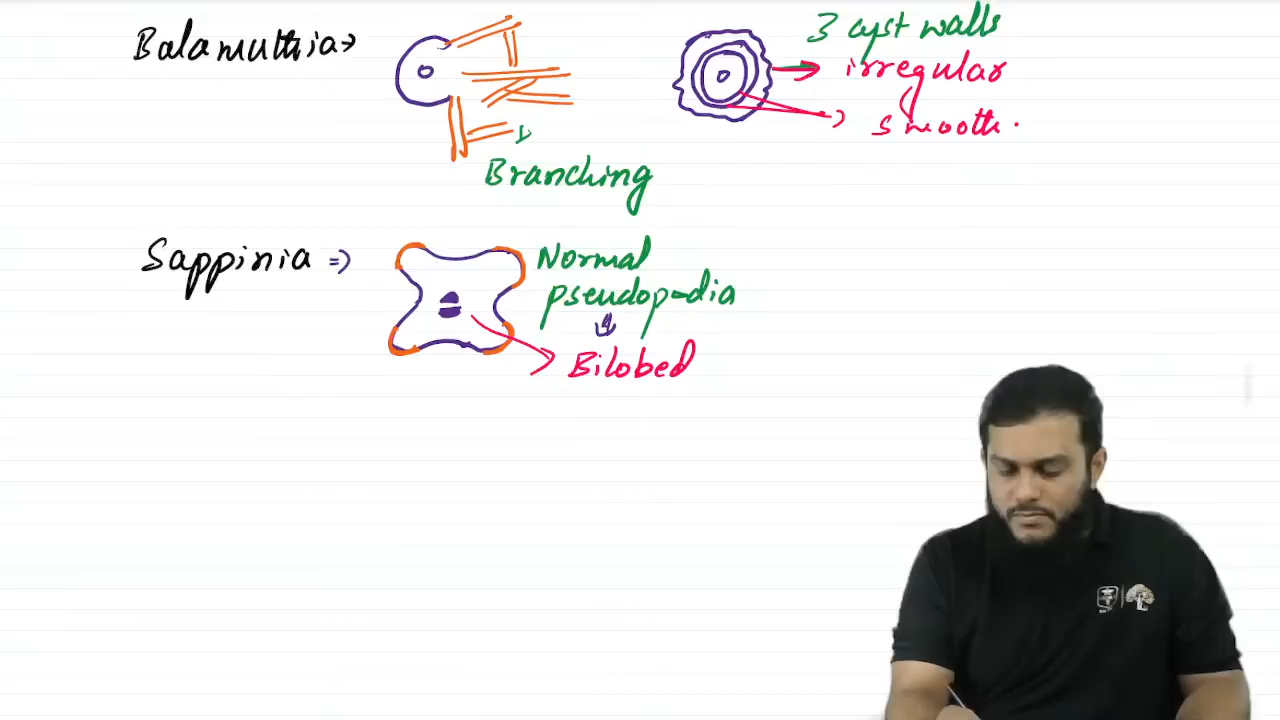 Balamuthia →
3 cyst walls
irregular
smooth.
Branching
Sappinia ⇒
Normal
pseudopodia
Bilobed